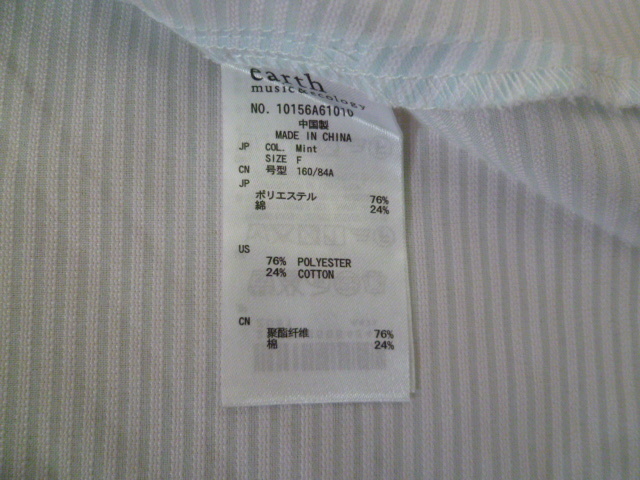 earth
music&ecology
NO. 10156A61010
中国製
MADE IN CHINA
JP COL. Mint
SIZE F
CN 号型 160/84A
JP
ポリエステル 76%
綿 24%
US
76% POLYESTER
24% COTTON
CN
聚酯纤维 76%
棉 24%